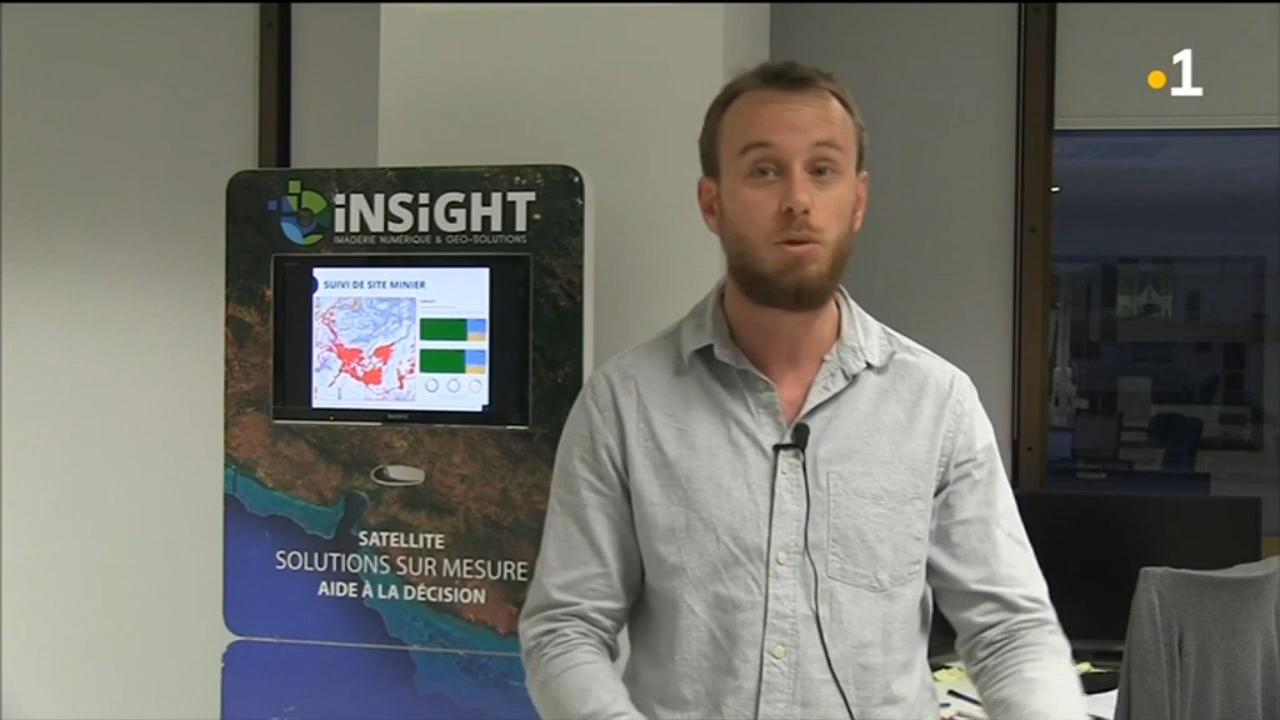 1
iNSiGHT
IMAGERIE NUMÉRIQUE & GEO-SOLUTIONS
SUIVI DE SITE MINIER
SATELLITE
SOLUTIONS SUR MESURE
AIDE À LA DÉCISION